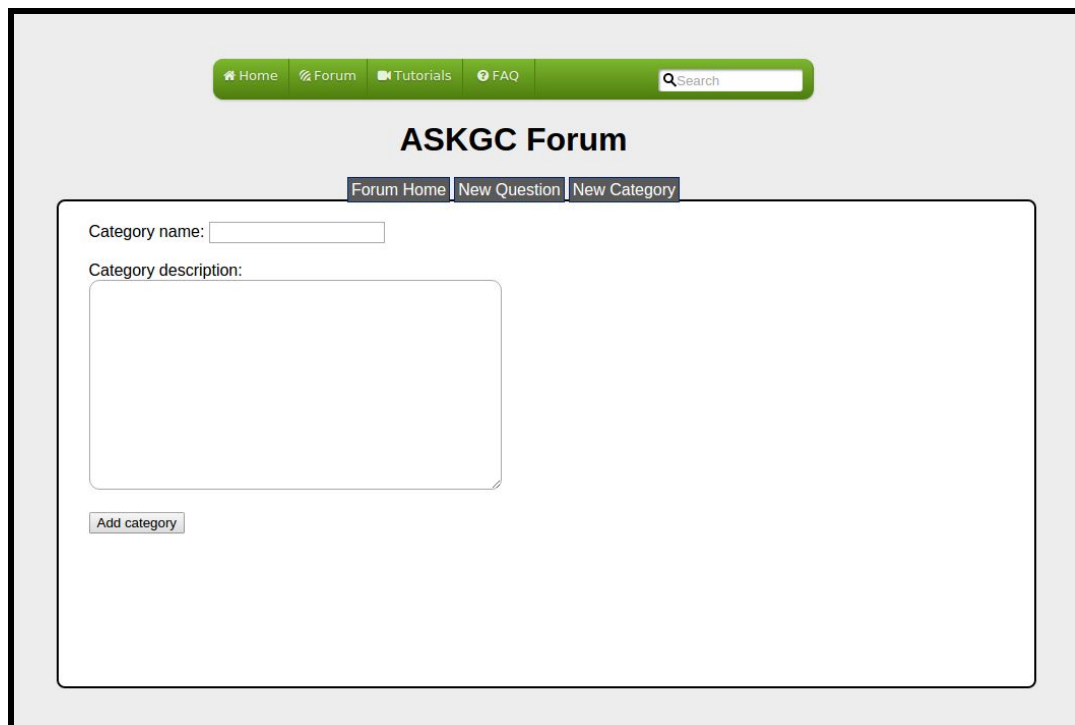 Home Forum Tutorials FAQ Search
ASKGC Forum
Forum Home New Question New Category
Category name:
Category description:
Add category